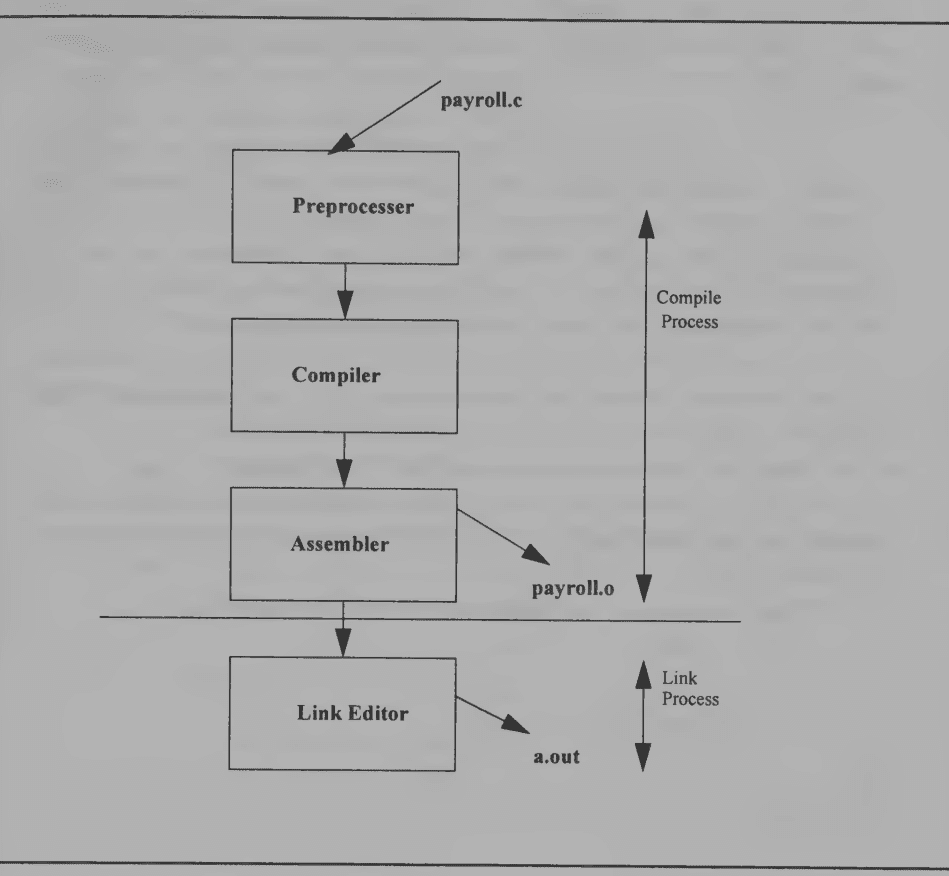 payroll.c
Preprocesser
Compile
Process
Compiler
Assembler
payroll.o
Link
Process
Link Editor
a.out